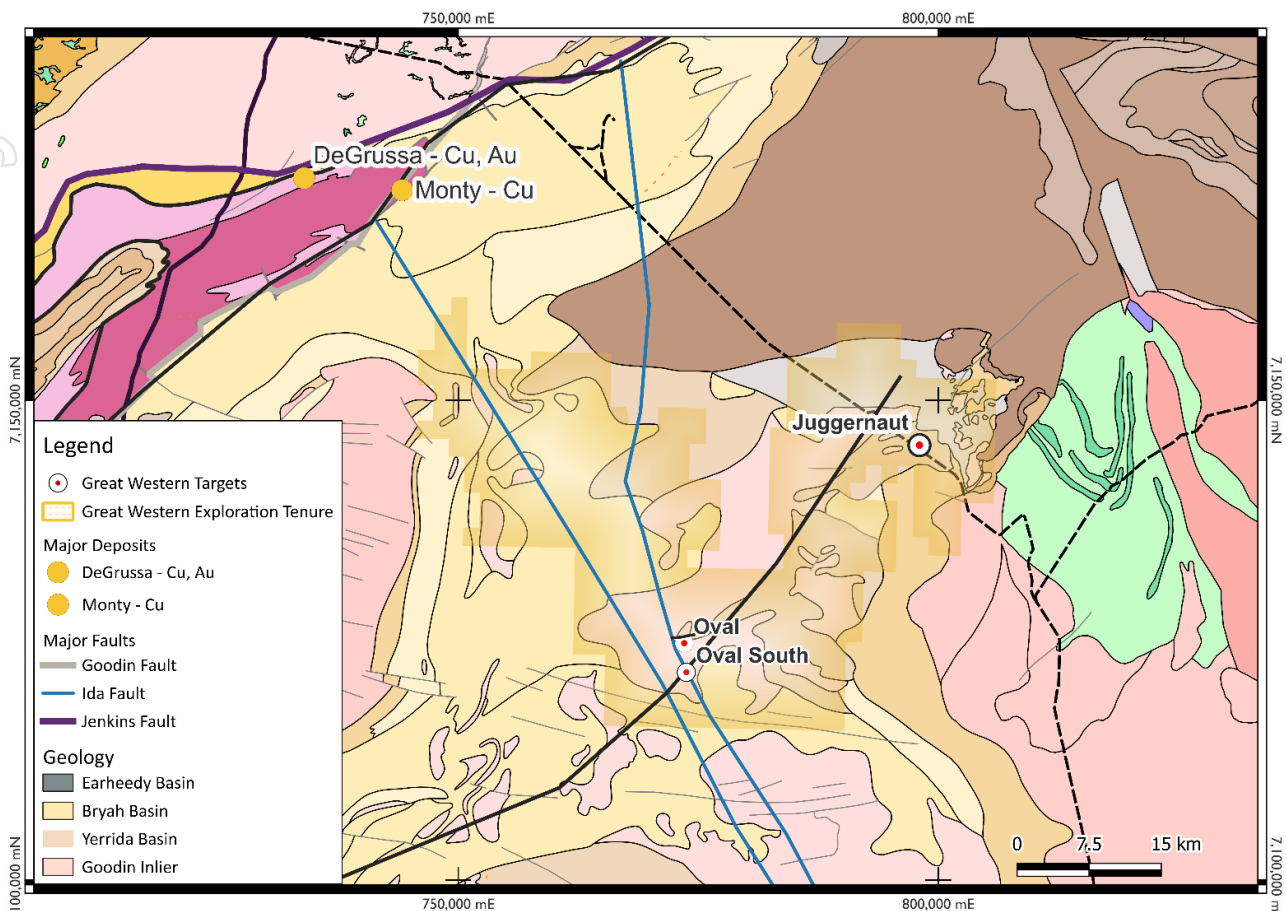 750,000 mE
800,000 mE
DeGrussa - Cu, Au
Monty - Cu
7,150,000 mN
7,150,000 mN
Juggernaut
Legend
Great Western Targets
Great Western Exploration Tenure
Major Deposits
DeGrussa - Cu, Au
Monty - Cu
Major Faults
Goodin Fault
Ida Fault
Jenkins Fault
Geology
Earheedy Basin
Bryah Basin
Yerrida Basin
Goodin Inlier
Oval
Oval South
0 7.5 15 km
100,000 mN
7,100,000 m
750,000 mE
800,000 mE